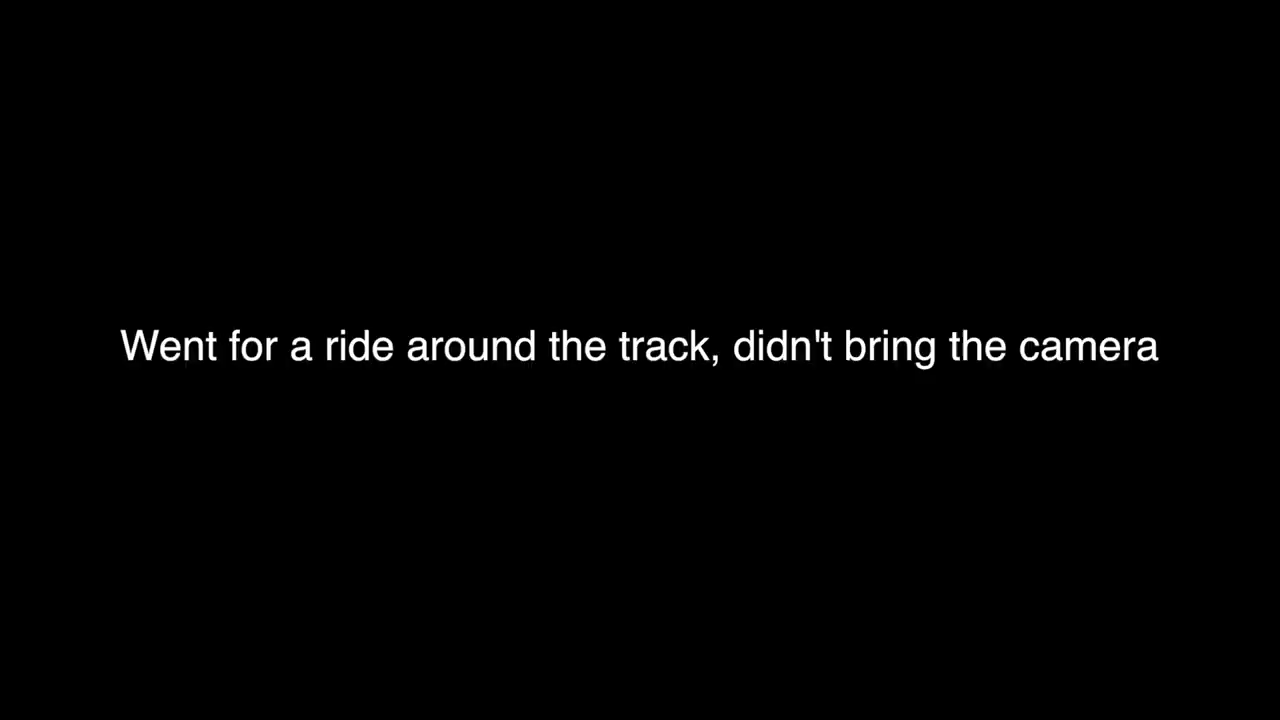 Went for a ride around the track, didn't bring the camera